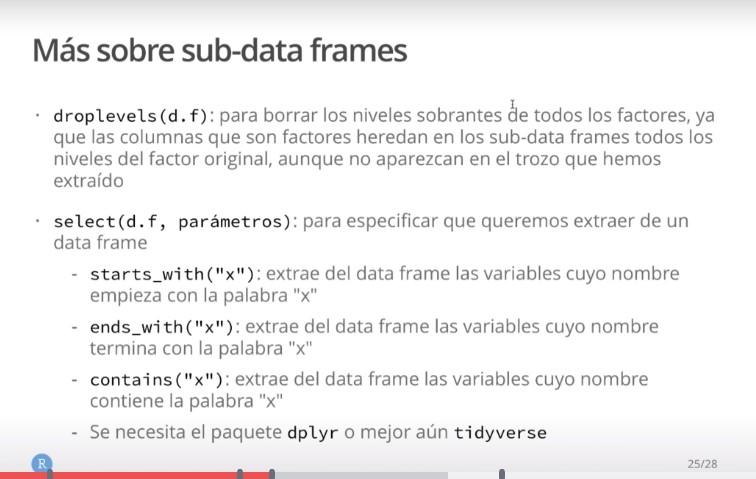 Más sobre sub-data frames
· droplevels(d.f): para borrar los niveles sobrantes de todos los factores, ya
que las columnas que son factores heredan en los sub-data frames todos los
niveles del factor original, aunque no aparezcan en el trozo que hemos
extraído
· select(d.f, parámetros): para especificar que queremos extraer de un
data frame
- starts_with("x"): extrae del data frame las variables cuyo nombre
empieza con la palabra "x"
- ends_with("x"): extrae del data frame las variables cuyo nombre
termina con la palabra "x"
- contains("x"): extrae del data frame las variables cuyo nombre
contiene la palabra "x"
- Se necesita el paquete dplyr o mejor aún tidyverse
R
25/28